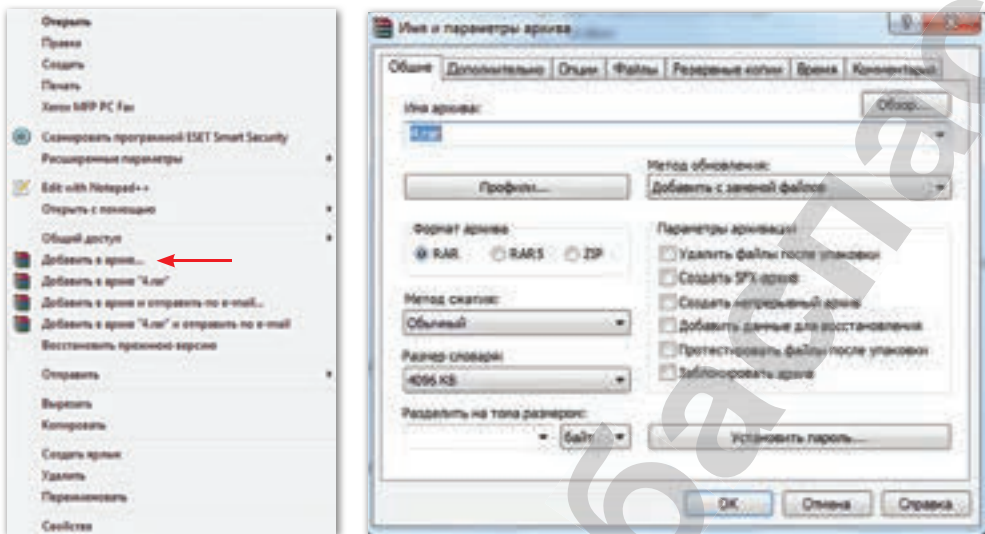 Открыть
Правка
Создать
Печать
Xerox MFP PC Fax
Сканировать программой ESET Smart Security
Расширенные параметры
Edit with Notepad++
Открыть с помощью
Общий доступ
Добавить в архив...
Добавить в архив "4.rar"
Добавить в архив и отправить по e-mail...
Добавить в архив "4.rar" и отправить по e-mail
Восстановить прежнюю версию
Отправить
Вырезать
Копировать
Создать ярлык
Удалить
Переименовать
Свойства
Имя и параметры архива
Общие Дополнительно Опции Файлы Резервные копии Время Комментарий
Имя архива:
Обзор...
4.rar
Метод обновления:
Профили...
Добавить с заменой файлов
Формат архива
RAR RAR5 ZIP
Метод сжатия:
Обычный
Размер словаря:
4096 KB
Разделить на тома размером:
байт
Параметры архивации
Удалить файлы после упаковки
Создать SFX-архив
Создать непрерывный архив
Добавить данные для восстановления
Протестировать файлы после упаковки
Заблокировать архив
Установить пароль...
OK Отмена Справка